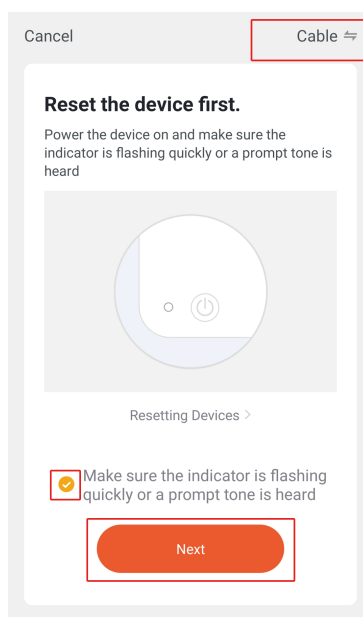 Cancel
Cable
Reset the device first.
Power the device on and make sure the
indicator is flashing quickly or a prompt tone is
heard
Resetting Devices >
Make sure the indicator is flashing
quickly or a prompt tone is heard
Next